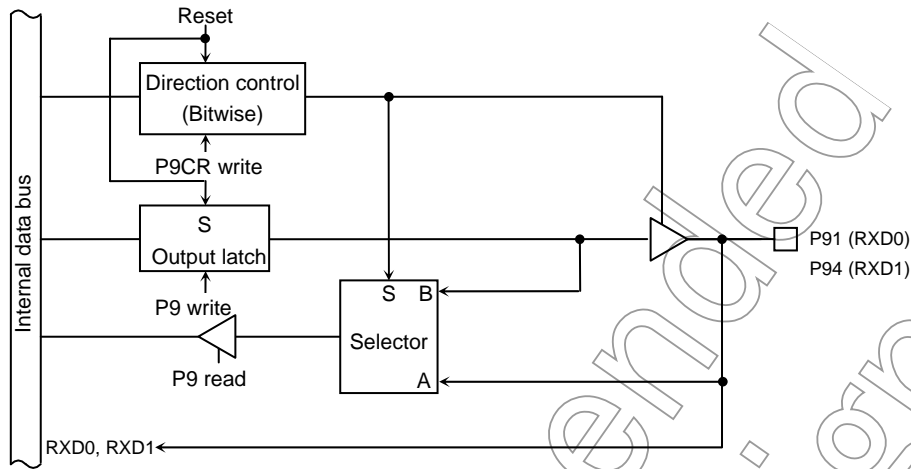 Reset
Direction control
(Bitwise)
P9CR write
Internal data bus
S
Output latch
P9 write
S B
Selector
A
P9 read
P91 (RXD0)
P94 (RXD1)
RXD0, RXD1
ended